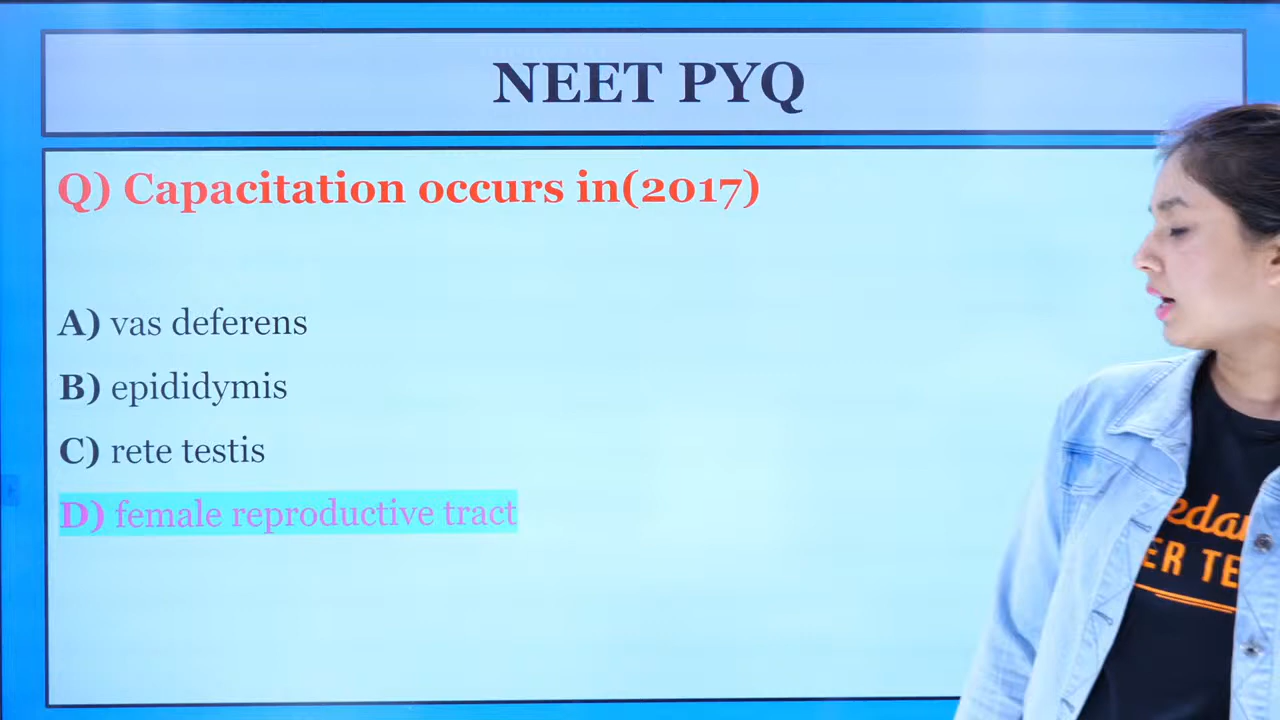 NEET PYQ
Q) Capacitation occurs in(2017)
A) vas deferens
B) epididymis
C) rete testis
D) female reproductive tract